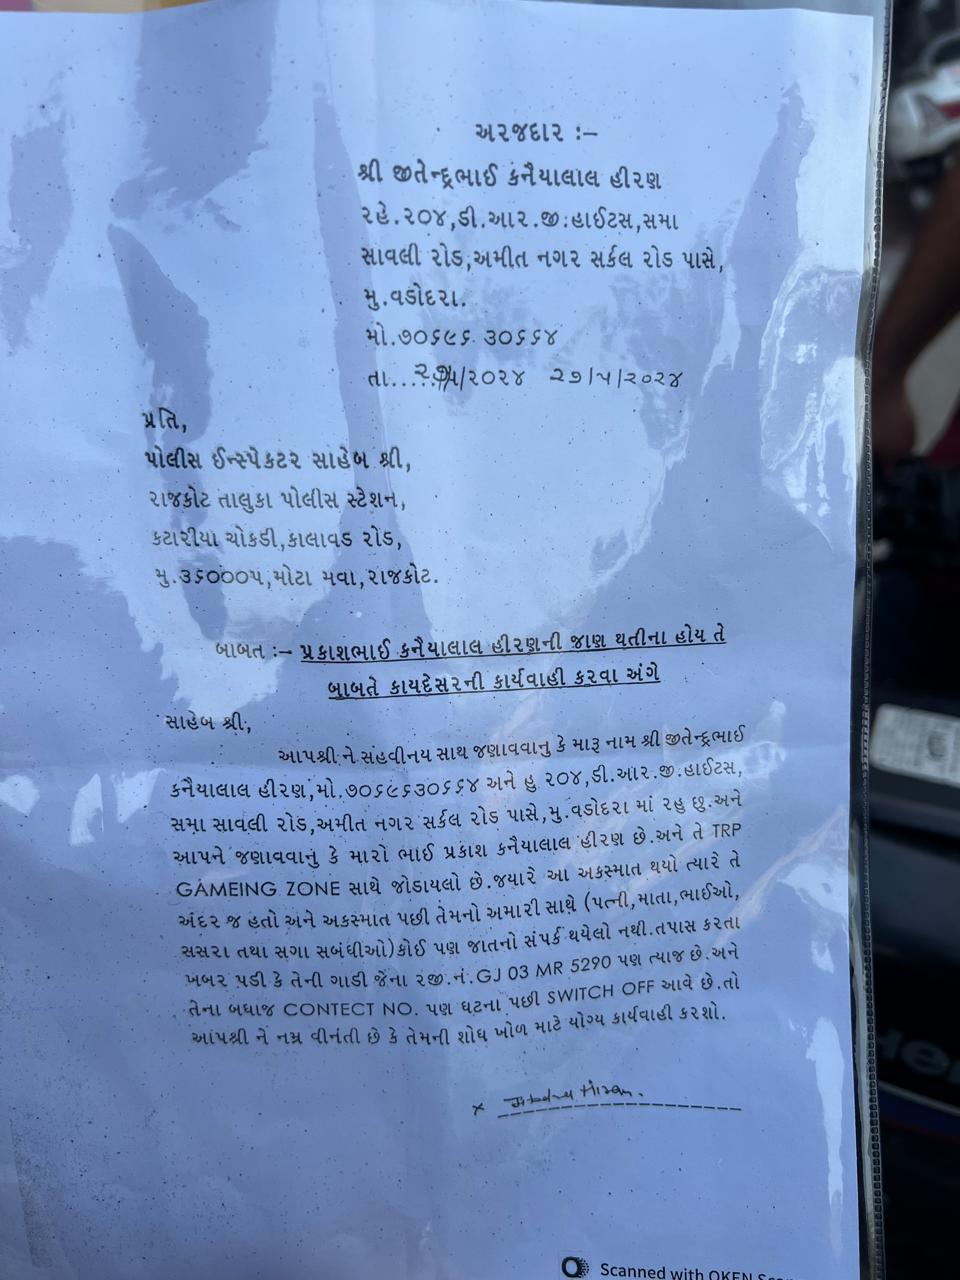 અરજદાર :–
શ્રી જીતેન્દ્રભાઈ કનૈયાલાલ હીરણ
રહે.૨૦૪,ડી.આર.જી.હાઈટસ,સમા
સાવલી રોડ,અમીત નગર સર્કલ રોડ પાસે,
મુ.વડોદરા.
મો.૭૦૬૯૬ ૩૦૬૬૪
તા...../૫/૨૦૨૪ ૨૭/૫/૨૦૨૪
પ્રતિ,
પોલીસ ઈન્સ્પેકટર સાહેબ શ્રી,
રાજકોટ તાલુકા પોલીસ સ્ટેશન,
કટારીયા ચોકડી,કાલાવડ રોડ,
મુ.૩૬૦૦૦૫,મોટા મવા,રાજકોટ.
બાબત :– પ્રકાશભાઈ કનૈયાલાલ હીરણની જાણ થતીના હોય તે
બાબતે કાયદેસરની કાર્યવાહી કરવા અંગે
સાહેબ શ્રી;
આપશ્રી ને સંહવીનય સાથ જણાવવાનુ કે મારૂ નામ શ્રી જીતેન્દ્રભાઈ
કનૈયાલાલ હીરણ,મો.૭૦૬૯૬૩૦૬૬૪ અને હુ ૨૦૪,ડી.આર.જી.હાઈટસ,
સમા સાવલી રોડ,અમીત નગર સર્કલ રોડ પાસે,મુ.વડોદરા માં રહુ છુ.અને
આપને જણાવવાનું કે મારો ભાઈ પ્રકાશ કનૈયાલાલ હીરણ છે.અને તે TRP
GAMEING ZONE સાથે જોડાયલો છે.જયારે આ અકસ્માત થયો ત્યારે તે
અંદર જ હતો અને અકસ્માત પછી તેમનો અમારી સાથે (પત્ની,માતા,ભાઈઓ,
સસરા તથા સગા સબંધીઓ)કોઈ પણ જાતનો સંપર્ક થયેલો નથી.તપાસ કરતા
ખબર પડી કે તેની ગાડી જેના રજી.નં.GJ 03 MR 5290 પણ ત્યાજ છે.અને
તેના બધાજ CONTECT NO. પણ ઘટના પછી SWITCH OFF આવે છે.તો
આપશ્રી ને નમ્ર વીનંતી છે કે તેમની શોધ ખોળ માટે યોગ્ય કાર્યવાહી કરશો.
Scanned with OKEN